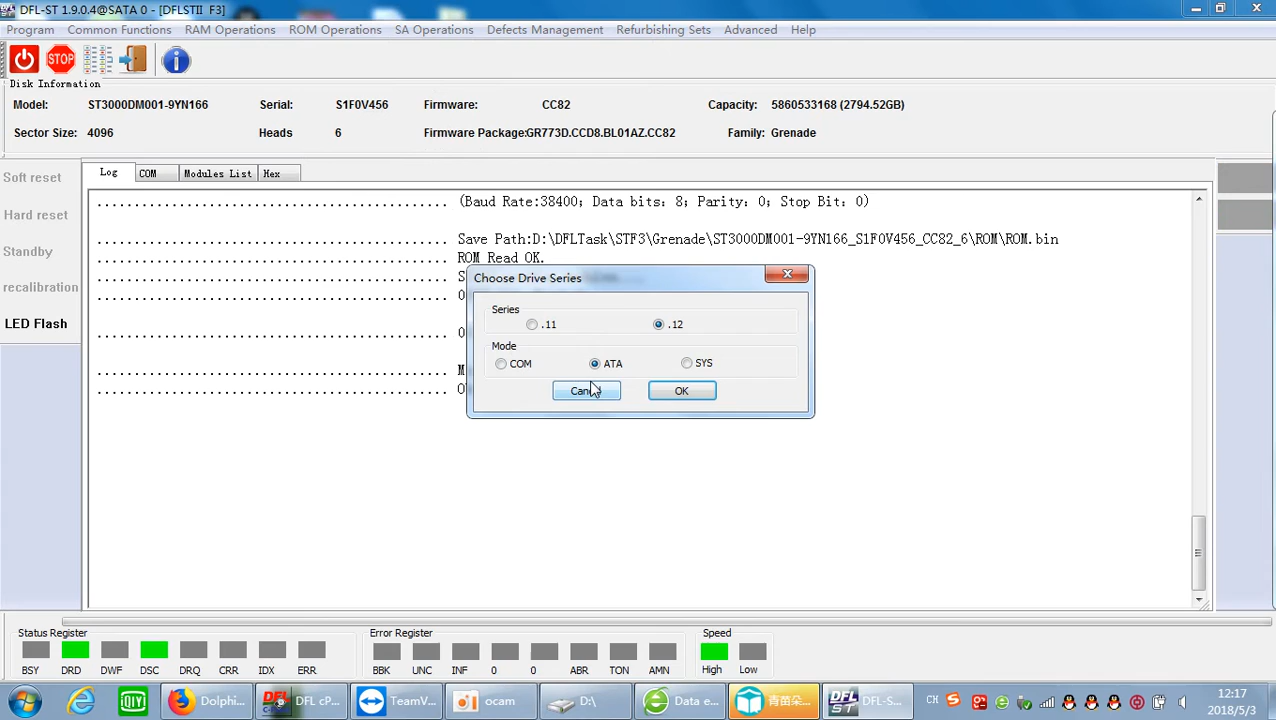 DFL-ST 1.9.0.4@SATA 0 - [DFLSTII F3]
Program Common Functions RAM Operations ROM Operations SA Operations Defects Management Refurbishing Sets Advanced Help
STOP
Disk Information
Model: ST3000DM001-9YN166 Serial: S1F0V456 Firmware: CC82 Capacity: 5860533168 (2794.52GB)
Sector Size: 4096 Heads 6 Firmware Package:GR773D.CCD8.BL01AZ.CC82 Family: Grenade
Log COM Modules List Hex
Soft reset
Hard reset
Standby
recalibration
LED Flash
(Baud Rate:38400; Data bits: 8; Parity: 0; Stop Bit: 0)
Save Path:D:\DFLTask\STF3\Grenade\ST3000DM001-9YN166_S1F0V456_CC82_6\ROM\ROM.bin
ROM Read OK.
Choose Drive Series
Series
.11 .12
Mode
COM ATA SYS
OK
Status Register Error Register Speed
BSY DRD DWF DSC DRQ CRR IDX ERR BBK UNC INF 0 0 ABR TON AMN High Low
QIY Dolphi... DFL cP... TeamV... ocam D:\ Data e... 青苗朵... DFL-S... CH 12:17
2018/5/3